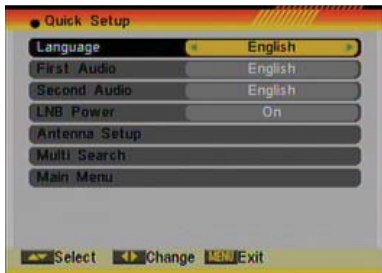 Quick Setup
Language English
First Audio English
Second Audio English
LNB Power On
Antenna Setup
Multi Search
Main Menu
Select Change MENU Exit